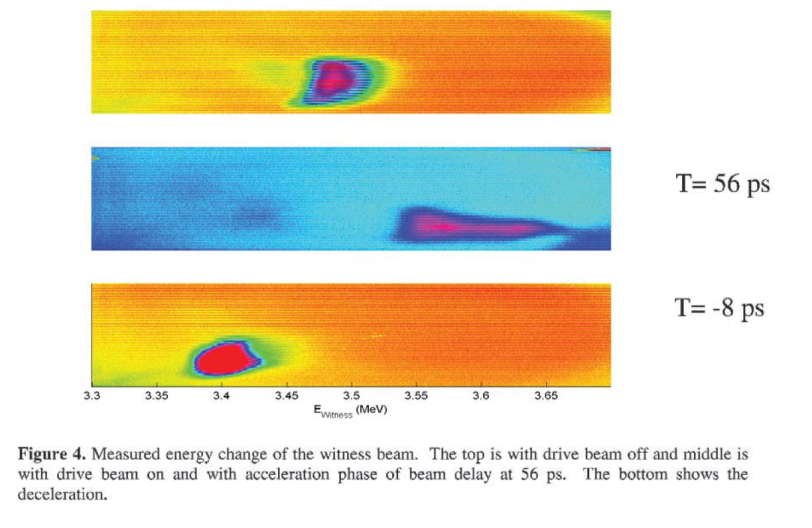 T= 56 ps
T= -8 ps
3.3 3.35 3.4 3.45 3.5 3.55 3.6 3.65
E_Witness (MeV)
Figure 4. Measured energy change of the witness beam. The top is with drive beam off and middle is
with drive beam on and with acceleration phase of beam delay at 56 ps. The bottom shows the
deceleration.